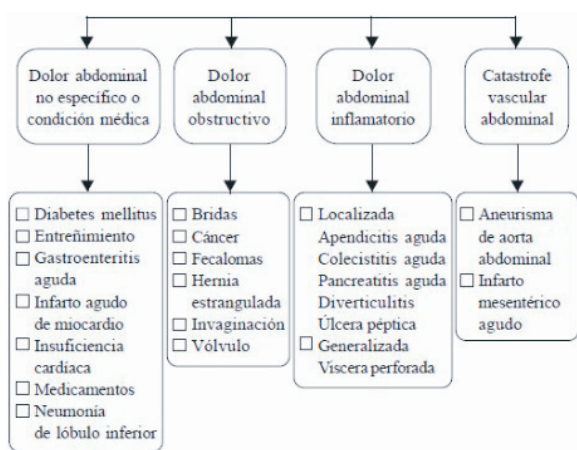 Dolor abdominal
no específico o
condición médica
Dolor
abdominal
obstructivo
Dolor
abdominal
inflamatorio
Catastrofe
vascular
abdominal
Diabetes mellitus
Entreñimiento
Gastroenteritis
aguda
Infarto agudo
de miocardio
Insuficiencia
cardíaca
Medicamentos
Neumonía
de lóbulo inferior
Bridas
Cáncer
Fecalomas
Hernia
estrangulada
Invaginación
Vólvulo
Localizada
Apendicitis aguda
Colecistitis aguda
Pancreatitis aguda
Diverticulitis
Úlcera péptica
Generalizada
Viscera perforada
Aneurisma
de aorta
abdominal
Infarto
mesentérico
agudo